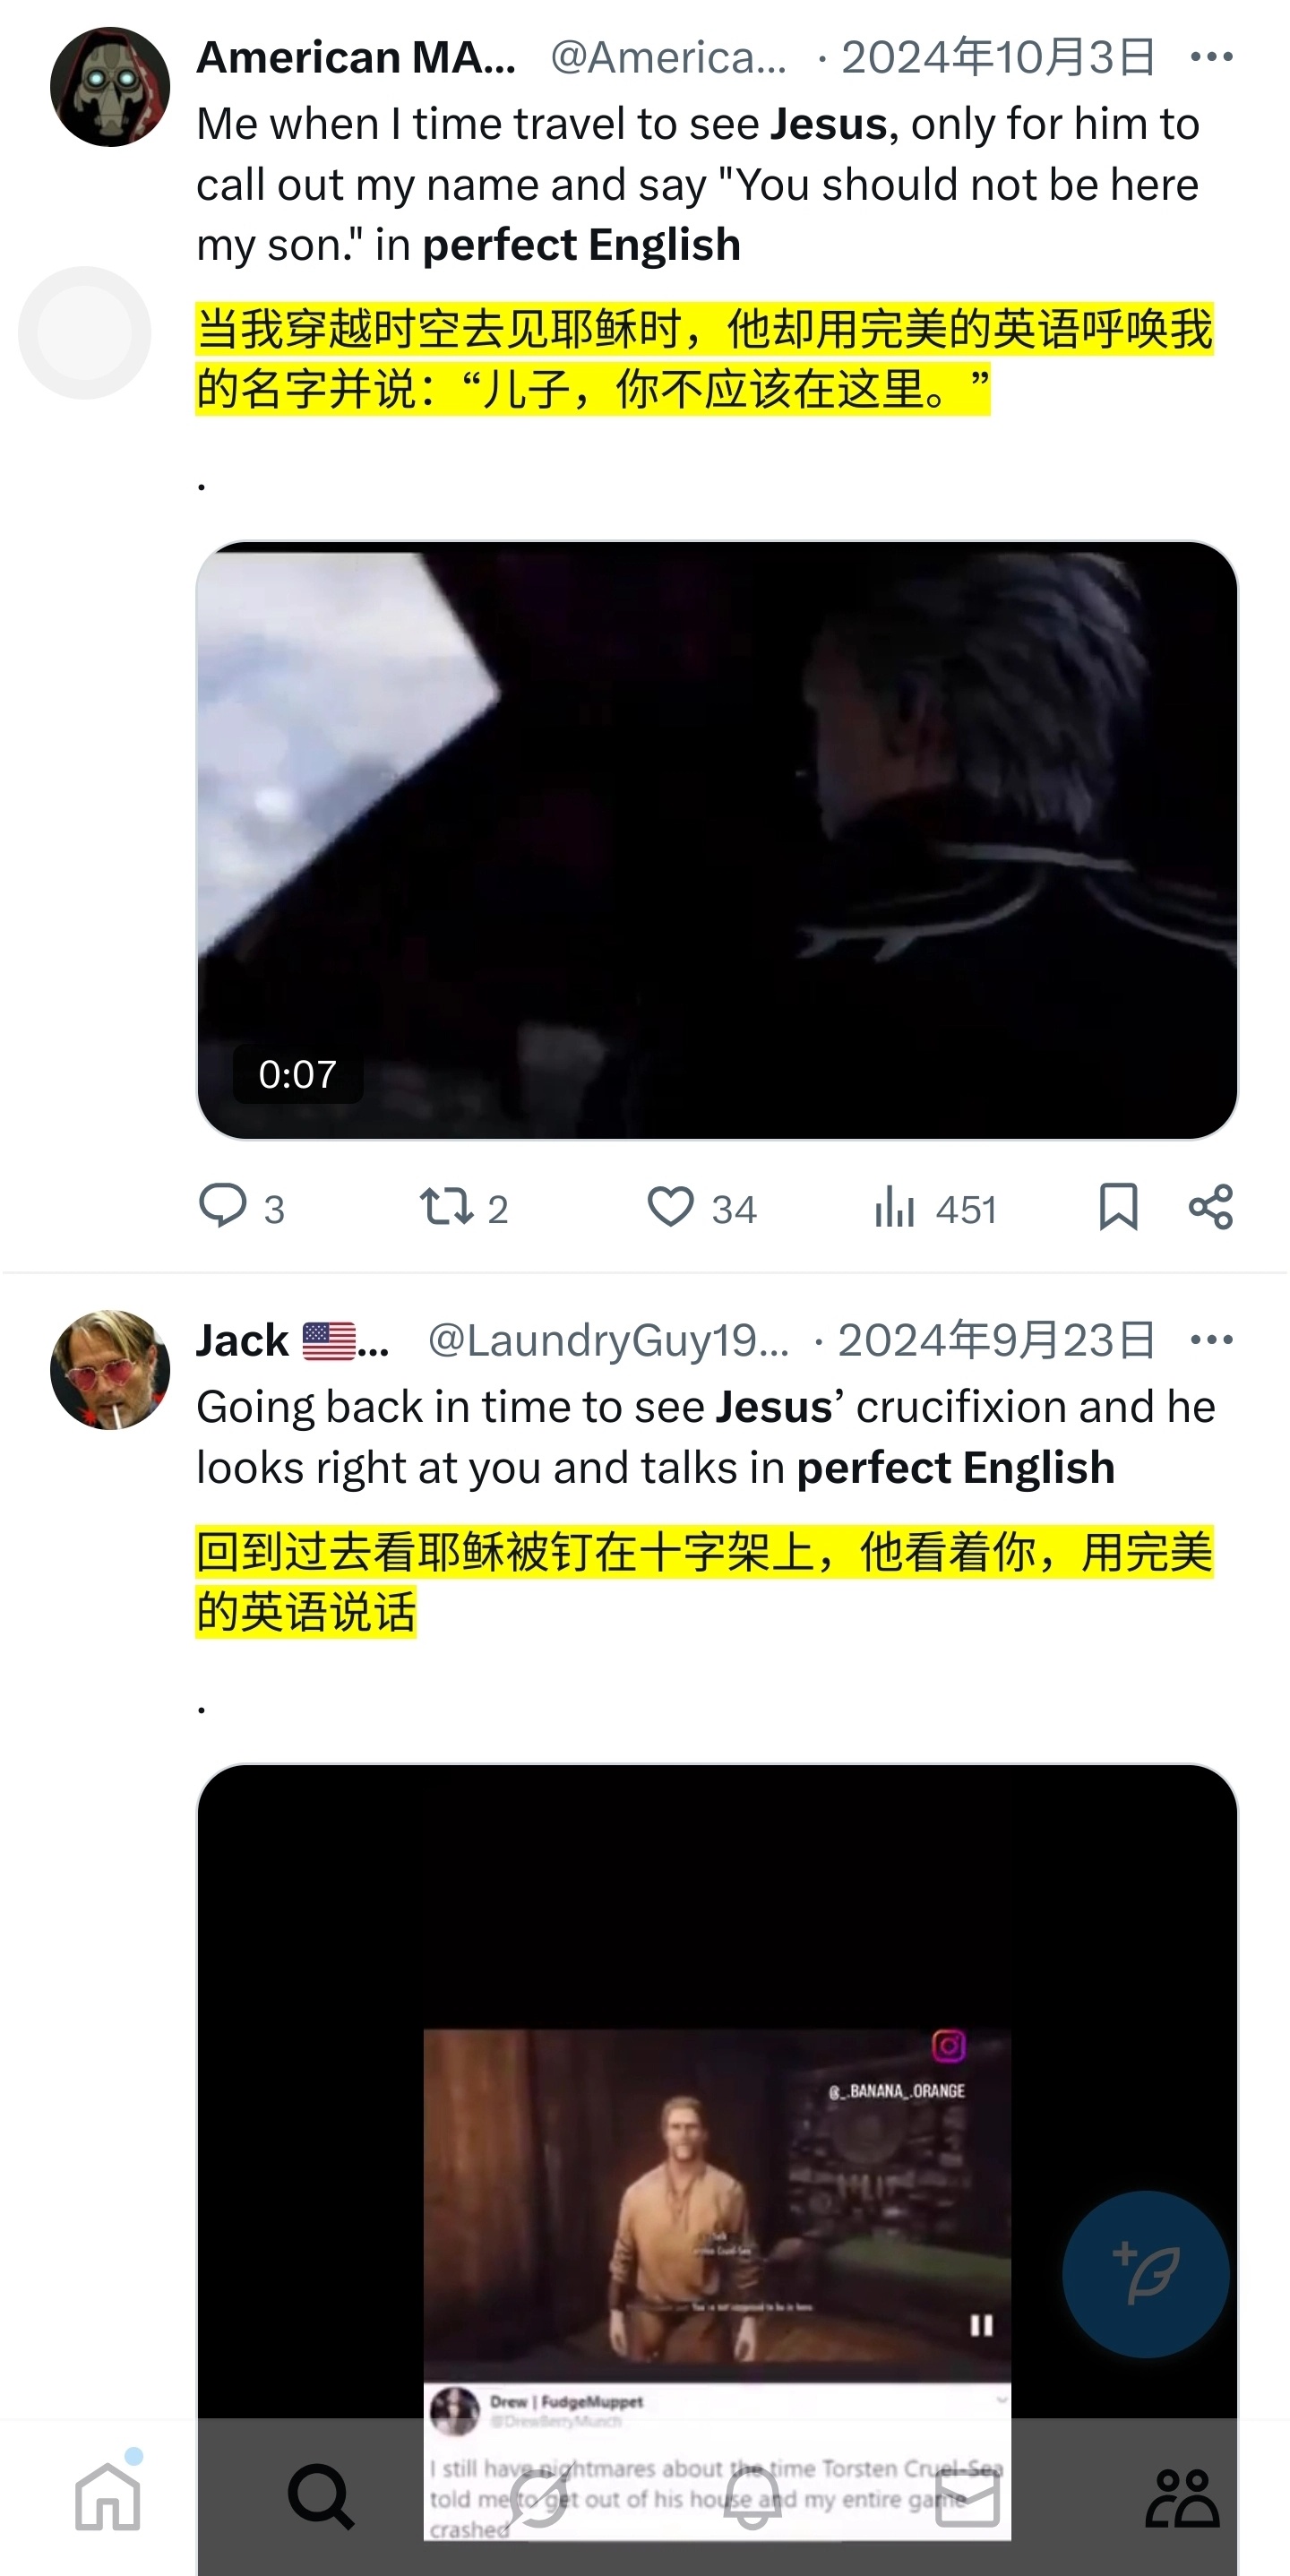 American MA... @America... · 2024年10月3日
Me when I time travel to see Jesus, only for him to
call out my name and say "You should not be here
my son." in perfect English
当我穿越时空去见耶稣时，他却用完美的英语呼唤我
的名字并说：“儿子，你不应该在这里。”
.
0:07
3 2 34 451
Jack 🇺🇸... @LaundryGuy19... · 2024年9月23日
Going back in time to see Jesus’ crucifixion and he
looks right at you and talks in perfect English
回到过去看耶稣被钉在十字架上，他看着你，用完美
的英语说话
.
@_.BANANA_.ORANGE
Drew | FudgeMuppet
@DrewBerryMunch
I still have nightmares about the time Torsten Cruel-Sea
told me to get out of his house and my entire game
crashed